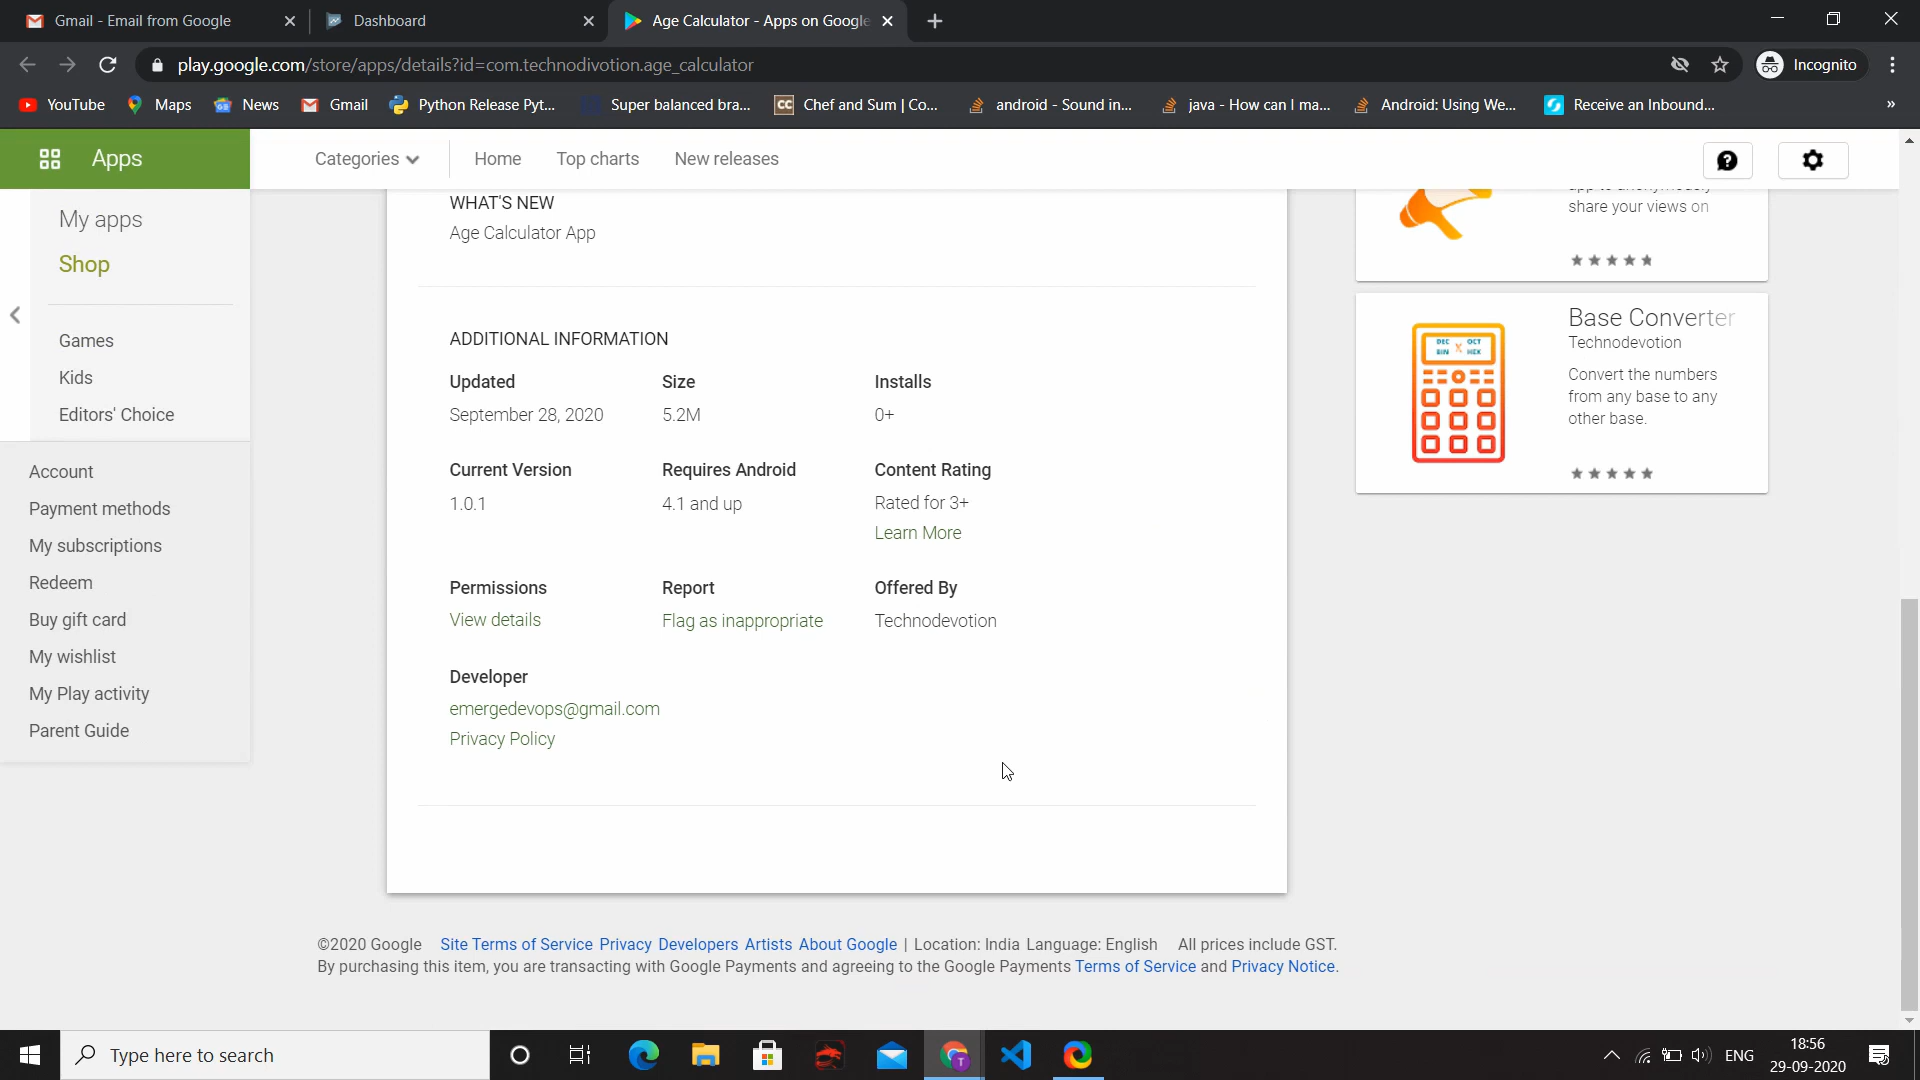 Gmail - Email from Google
Dashboard
Age Calculator - Apps on Google
play.google.com/store/apps/details?id=com.technodivotion.age_calculator
Incognito
YouTube
Maps
News
Gmail
Python Release Pyt...
Super balanced bra...
Chef and Sum | Co...
android - Sound in...
java - How can I ma...
Android: Using We...
Receive an Inbound...
»
Apps
Categories
Home
Top charts
New releases
My apps
Shop
Games
Kids
Editors' Choice
Account
Payment methods
My subscriptions
Redeem
Buy gift card
My wishlist
My Play activity
Parent Guide
WHAT'S NEW
Age Calculator App
ADDITIONAL INFORMATION
Updated
September 28, 2020
Size
5.2M
Installs
0+
Current Version
1.0.1
Requires Android
4.1 and up
Content Rating
Rated for 3+
Learn More
Permissions
View details
Report
Flag as inappropriate
Offered By
Technodevotion
Developer
emergedevops@gmail.com
Privacy Policy
share your views on
Base Converter
Technodevotion
Convert the numbers
from any base to any
other base.
DEC OCT
BIN HEX
©2020 Google Site Terms of Service Privacy Developers Artists About Google | Location: India Language: English All prices include GST.
By purchasing this item, you are transacting with Google Payments and agreeing to the Google Payments Terms of Service and Privacy Notice.
Type here to search
T
ENG
18:56
29-09-2020